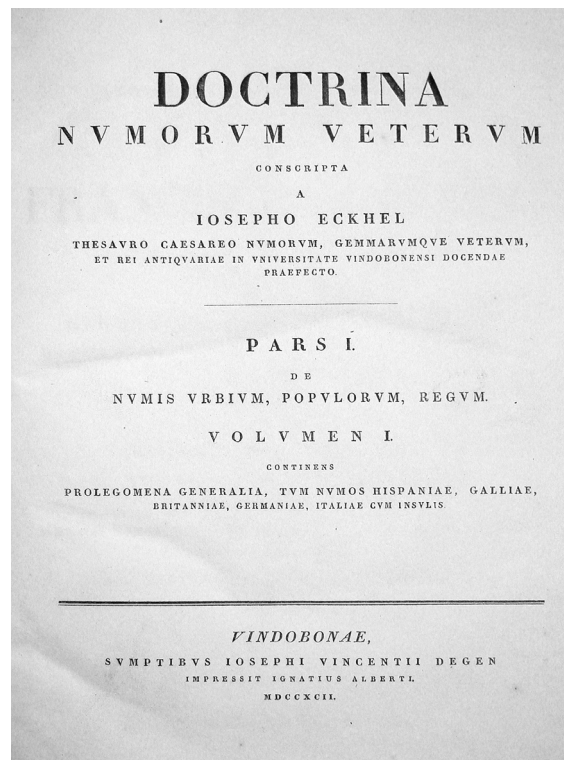 DOCTRINA
NVMORVM VETERVM
CONSCRIPTA
A
IOSEPHO ECKHEL
THESAVRO CAESAREO NVMORVM, GEMMARVMQVE VETERVM,
ET REI ANTIQVARIAE IN VNIVERSITATE VINDOBONENSI DOCENDAE
PRAEFECTO.
PARS I.
DE
NVMIS VRBIVM, POPVLORVM, REGVM.
VOLVMEN I.
CONTINENS
PROLEGOMENA GENERALIA, TVM NVMOS HISPANIAE, GALLIAE,
BRITANNIAE, GERMANIAE, ITALIAE CVM INSVLIS.
VINDOBONAE,
SVMPTIBVS IOSEPHI VINCENTII DEGEN
IMPRESSIT IGNATIUS ALBERTI.
MDCCXCII.